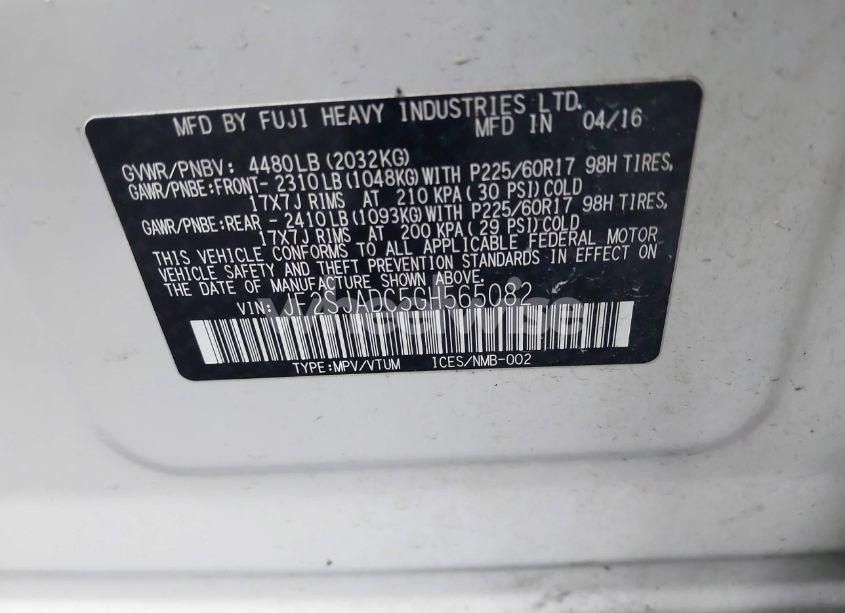 MFD BY FUJI HEAVY INDUSTRIES LTD.
MFD IN 04/16
GVWR/PNBV: 4480LB(2032KG)
GAWR/PNBE:FRONT- 2310LB(1048KG)WITH P225/60R17 98H TIRES,
17X7J RIMS AT 210 KPA(30 PSI)COLD
GAWR/PNBE:REAR - 2410LB(1093KG)WITH P225/60R17 98H TIRES,
17X7J RIMS AT 200 KPA(29 PSI)COLD
THIS VEHICLE CONFORMS TO ALL APPLICABLE FEDERAL MOTOR
VEHICLE SAFETY AND THEFT PREVENTION STANDARDS IN EFFECT ON
THE DATE OF MANUFACTURE SHOWN ABOVE.
VIN: JF2SJADC5GH565082
wheelwise
TYPE:MPV/VTUM ICES/NMB-002